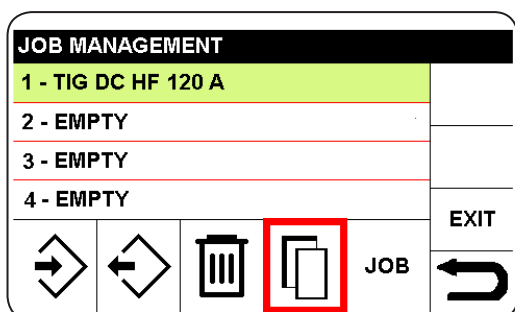 JOB MANAGEMENT
1 - TIG DC HF 120 A
2 - EMPTY
3 - EMPTY
4 - EMPTY
EXIT
JOB